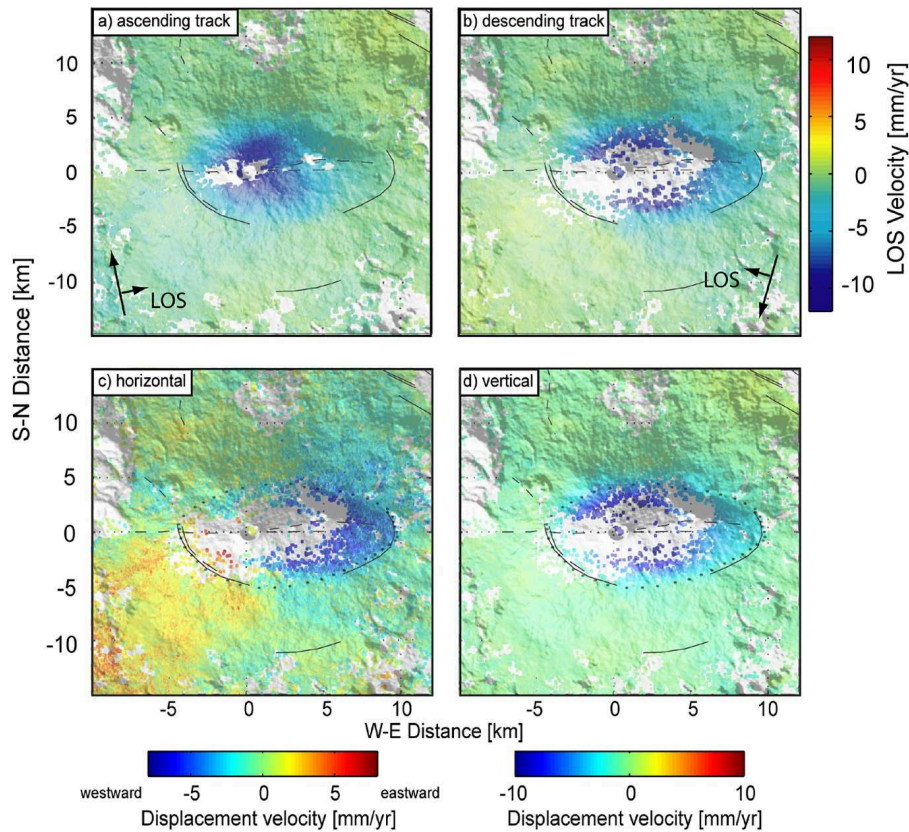 a) ascending track
b) descending track
15
10
5
0
-5
-10
LOS
LOS
10
5
0
-5
-10
LOS Velocity [mm/yr]
S-N Distance [km]
c) horizontal
d) vertical
15
10
5
0
-5
-10
-5
0
5
10
-5
0
5
10
W-E Distance [km]
westward
-5
0
5
eastward
-10
0
10
Displacement velocity [mm/yr]
Displacement velocity [mm/yr]